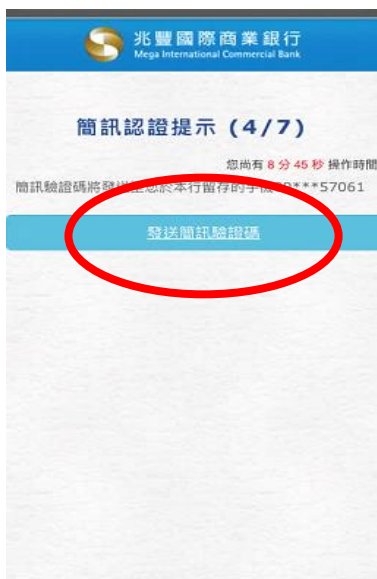 兆豐國際商業銀行
Mega International Commercial Bank
簡訊認證提示 (4/7)
您尚有 8 分 45 秒 操作時間
簡訊驗證碼將發送至您於本行留存的手機09***57061
發送簡訊驗證碼